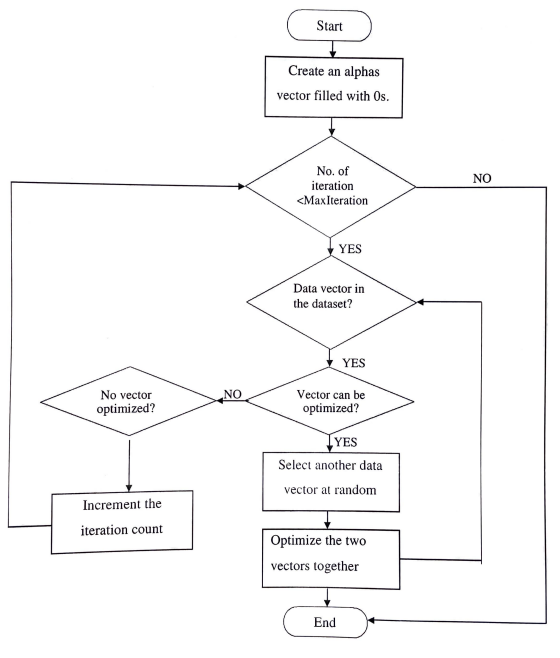 Start
Create an alphas
vector filled with 0s.
No. of
iteration
<MaxIteration
NO
YES
Data vector in
the dataset?
YES
No vector
optimized?
NO
Vector can be
optimized?
YES
Select another data
vector at random
Increment the
iteration count
Optimize the two
vectors together
End